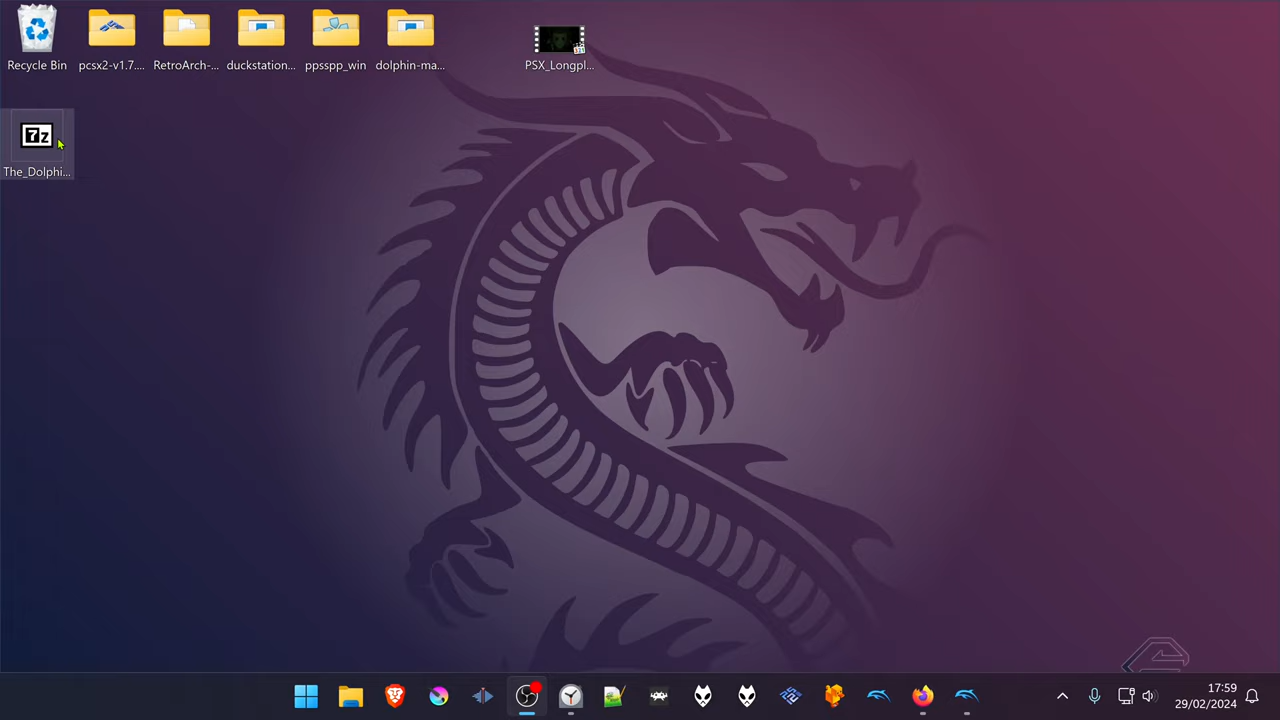 Recycle Bin
pcsx2-v1.7....
RetroArch-...
duckstation...
ppsspp_win
dolphin-ma...
PSX_Longpl...
7z
The_Dolphi...
17:59
29/02/2024